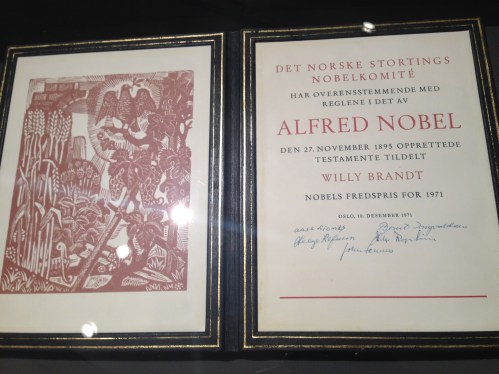 DET NORSKE STORTINGS
NOBELKOMITÉ
HAR OVERENSSTEMMENDE MED
REGLENE I DET AV
ALFRED NOBEL
DEN 27. NOVEMBER 1895 OPPRETTEDE
TESTAMENTE TILDELT
WILLY BRANDT
NOBELS FREDSPRIS FOR 1971
OSLO, 10. DESEMBER 1971